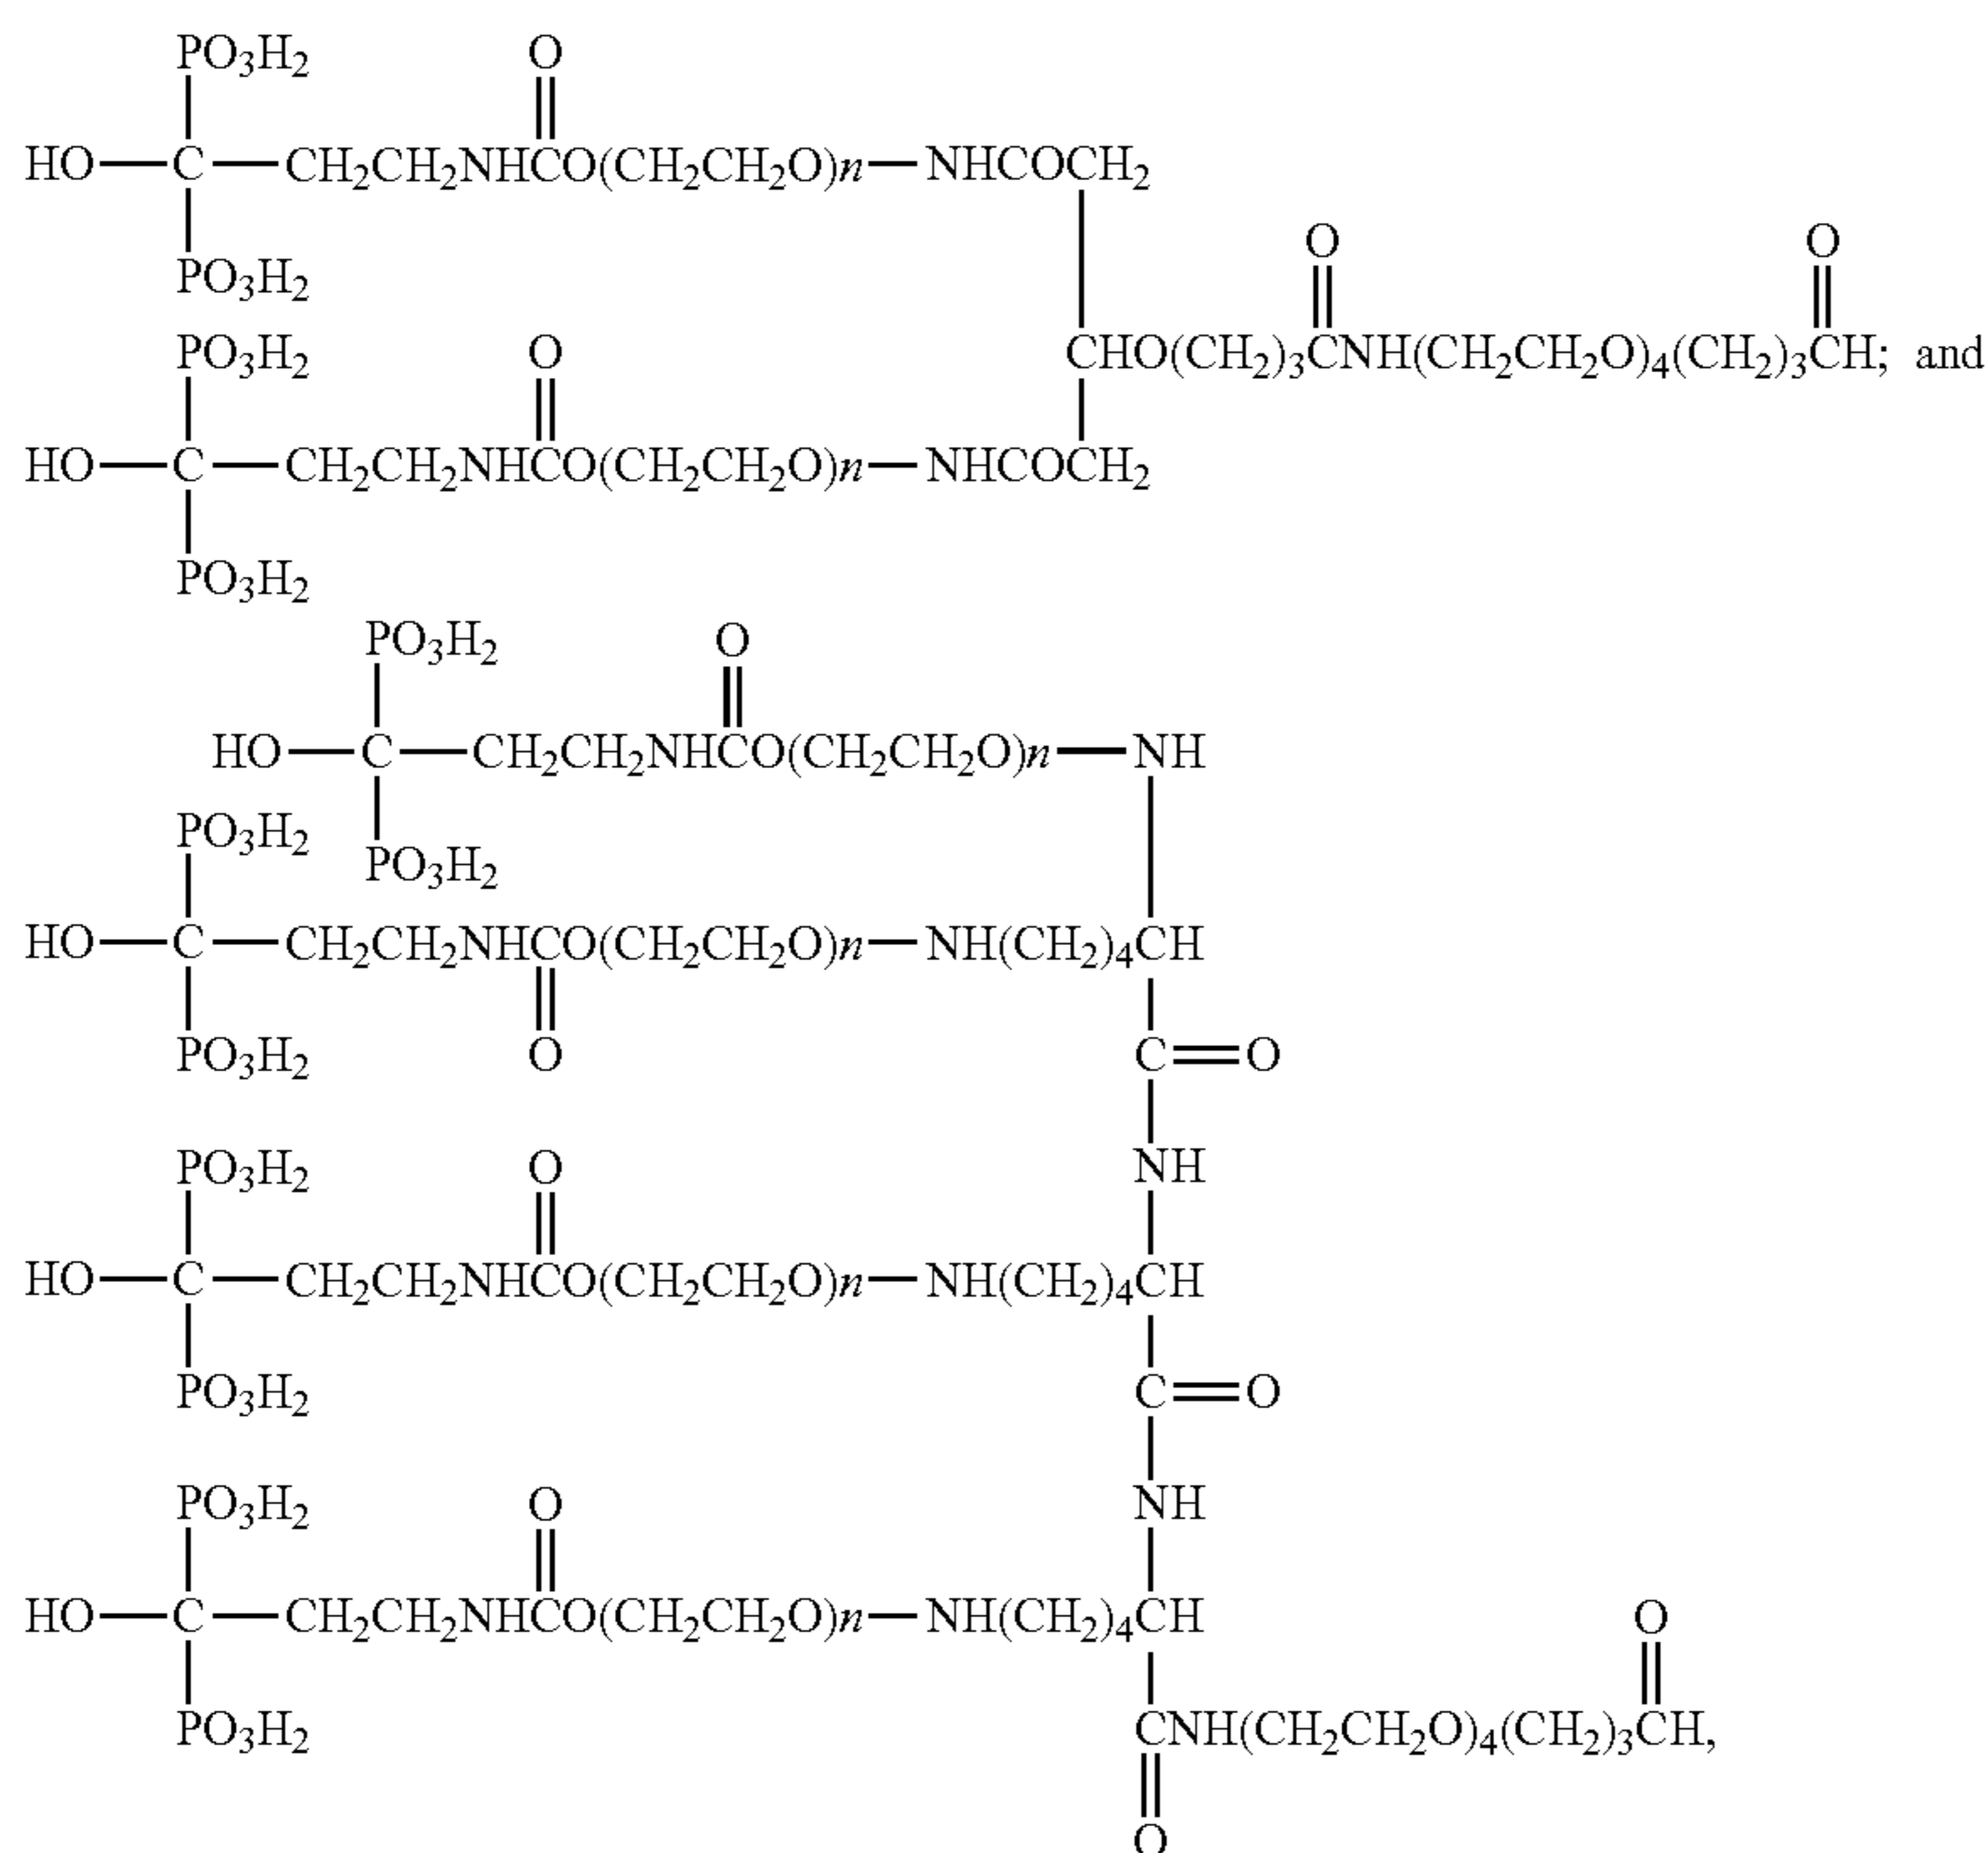 PO₃H₂ O
HO—C—CH₂CH₂NHCO(CH₂CH₂O)n—NHCOCH₂
PO₃H₂ O O
PO₃H₂ O CHO(CH₂)₃CNH(CH₂CH₂O)₄(CH₂)₃CH; and
HO—C—CH₂CH₂NHCO(CH₂CH₂O)n—NHCOCH₂
PO₃H₂
PO₃H₂ O
HO—C—CH₂CH₂NHCO(CH₂CH₂O)n—NH
PO₃H₂
PO₃H₂
HO—C—CH₂CH₂NHCO(CH₂CH₂O)n—NH(CH₂)₄CH
PO₃H₂ O C=O
PO₃H₂ O NH
HO—C—CH₂CH₂NHCO(CH₂CH₂O)n—NH(CH₂)₄CH
PO₃H₂ C=O
PO₃H₂ O NH
HO—C—CH₂CH₂NHCO(CH₂CH₂O)n—NH(CH₂)₄CH O
PO₃H₂ CNH(CH₂CH₂O)₄(CH₂)₃CH,
O